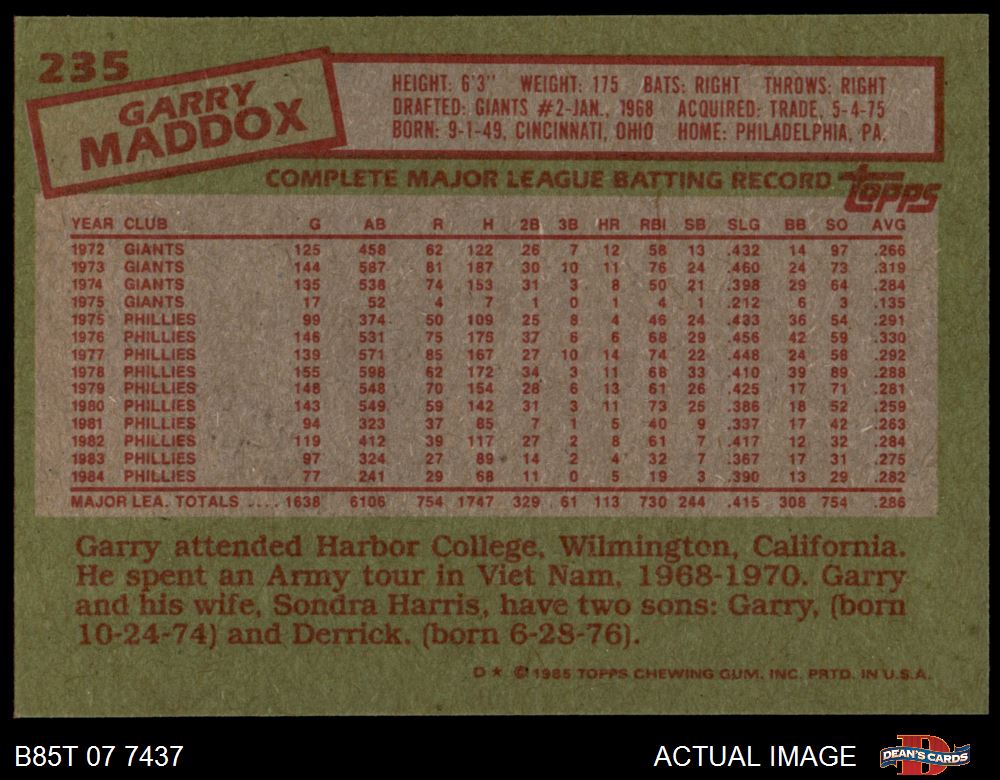 235
GARRY
MADDOX
HEIGHT: 6'3" WEIGHT: 175 BATS: RIGHT THROWS: RIGHT
DRAFTED: GIANTS #2-JAN., 1968 ACQUIRED: TRADE, 5-4-75
BORN: 9-1-49, CINCINNATI, OHIO HOME: PHILADELPHIA, PA.
COMPLETE MAJOR LEAGUE BATTING RECORD topps
YEAR CLUB G AB R H 2B 3B HR RBI SB SLG BB SO AVG
1972 GIANTS 125 458 62 122 26 7 12 58 13 .432 14 97 .266
1973 GIANTS 144 587 81 187 30 10 11 76 24 .460 24 73 .319
1974 GIANTS 135 538 74 153 31 3 8 50 21 .398 29 64 .284
1975 GIANTS 17 52 4 7 1 0 1 4 1 .212 6 3 .135
1975 PHILLIES 99 374 50 109 25 8 4 46 24 .433 36 54 .291
1976 PHILLIES 146 531 75 175 37 6 6 68 29 .456 42 59 .330
1977 PHILLIES 139 571 85 167 27 10 14 74 22 .448 24 58 .292
1978 PHILLIES 155 598 62 172 34 3 11 68 33 .410 39 89 .288
1979 PHILLIES 148 548 70 154 28 6 13 61 26 .425 17 71 .281
1980 PHILLIES 143 549 59 142 31 3 11 73 25 .386 18 52 .259
1981 PHILLIES 94 323 37 85 7 1 5 40 9 .337 17 42 .263
1982 PHILLIES 119 412 39 117 27 2 8 61 7 .417 12 32 .284
1983 PHILLIES 97 324 27 89 14 2 4 32 7 .367 17 31 .275
1984 PHILLIES 77 241 29 68 11 0 5 19 3 .390 13 29 .282
MAJOR LEA. TOTALS .... 1638 6106 754 1747 329 61 113 730 244 .415 308 754 .286
Garry attended Harbor College, Wilmington, California.
He spent an Army tour in Viet Nam, 1968-1970. Garry
and his wife, Sondra Harris, have two sons: Garry, (born
10-24-74) and Derrick. (born 6-28-76).
D ★ © 1985 TOPPS CHEWING GUM, INC. PRTD. IN U.S.A.
B85T 07 7437 ACTUAL IMAGE DEAN'S CARDS